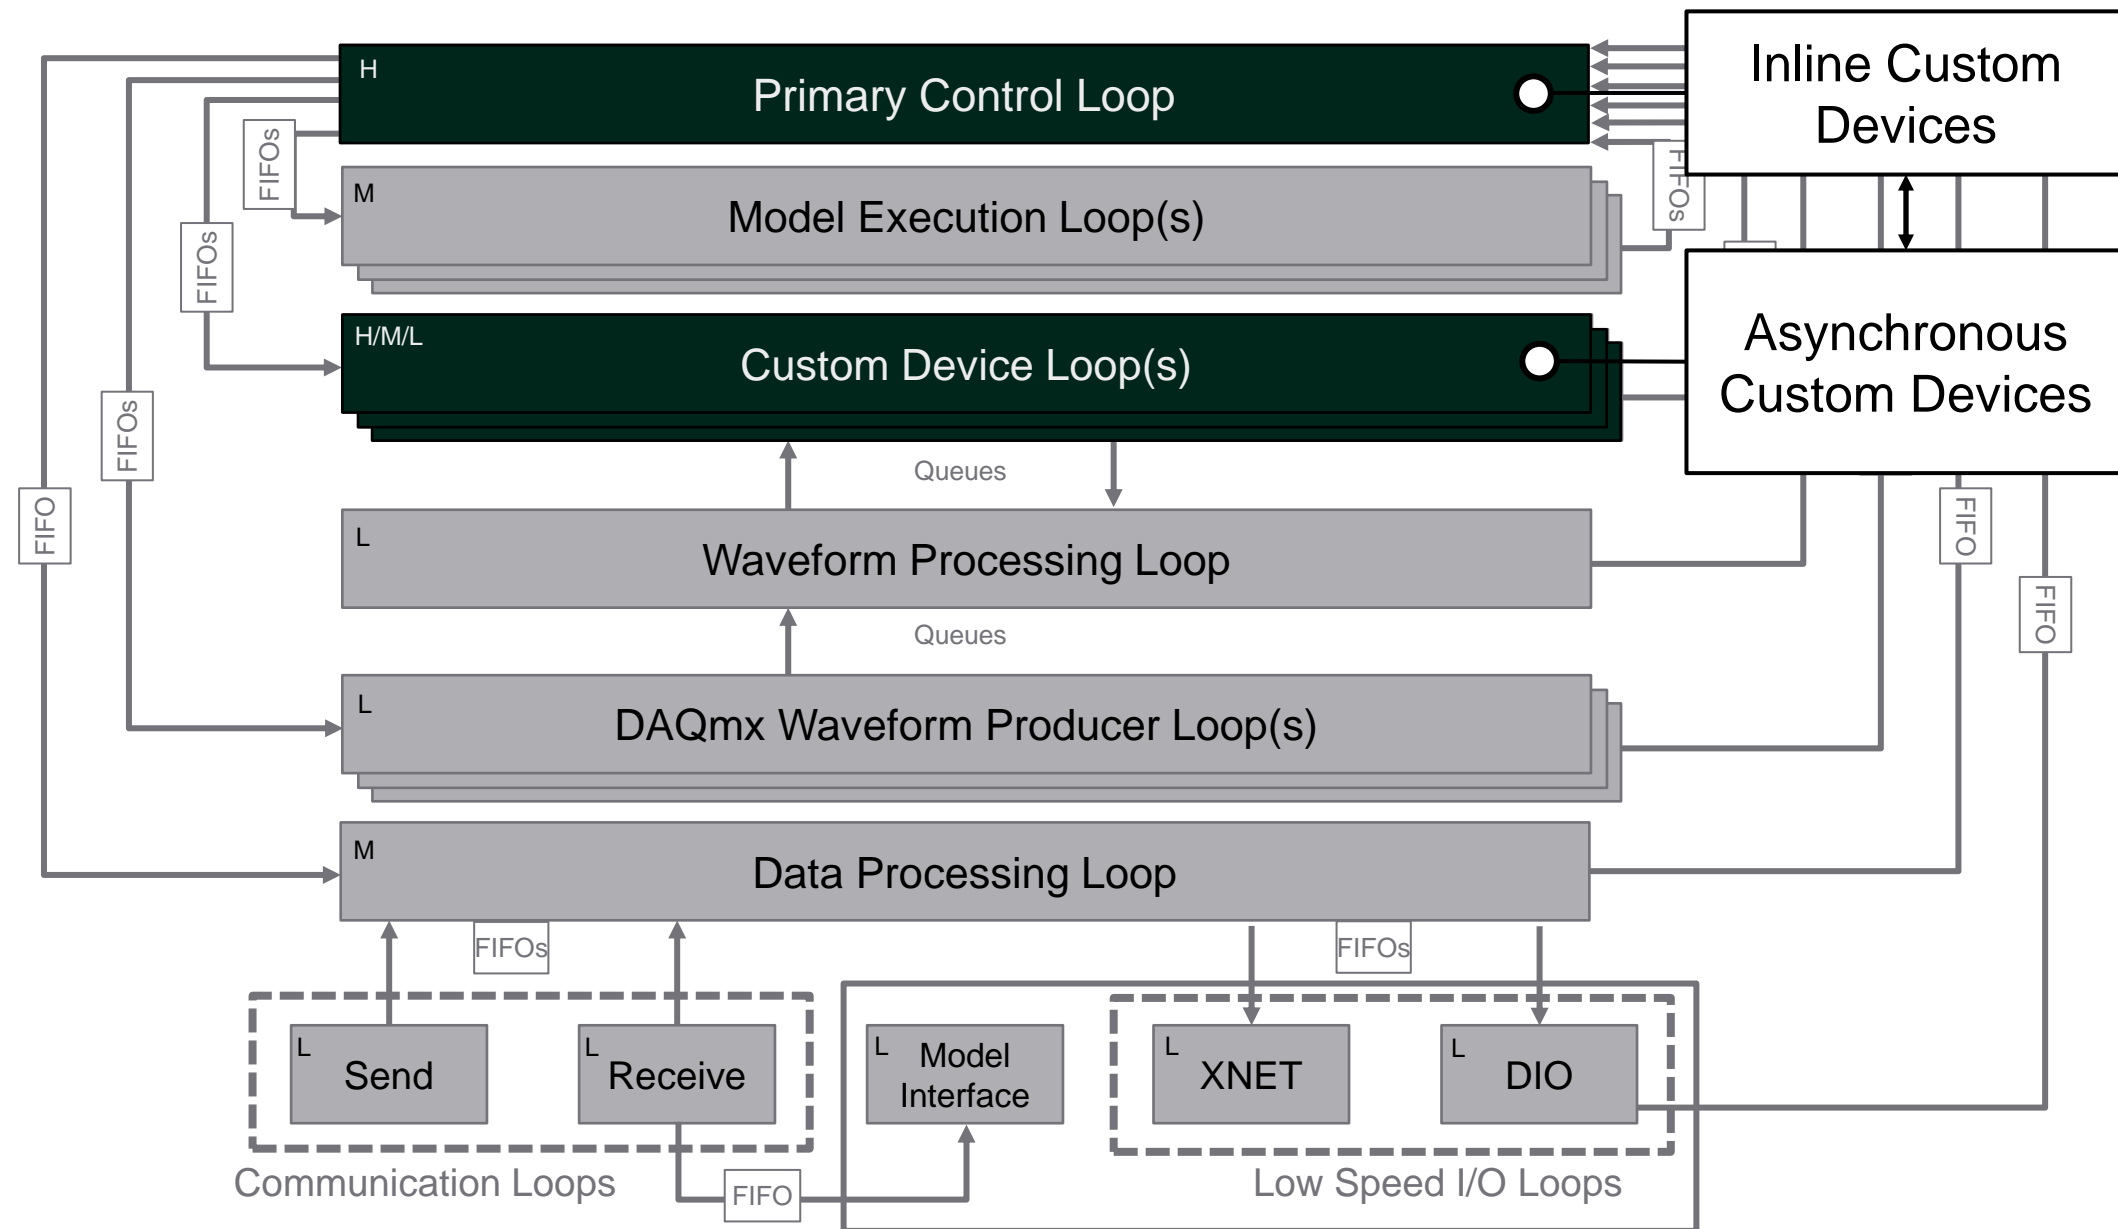 H
Primary Control Loop
Inline Custom
Devices
FIFOs
M
Model Execution Loop(s)
FIFOs
FIFOs
H/M/L
Custom Device Loop(s)
Asynchronous
Custom Devices
FIFOs
Queues
FIFO
L
Waveform Processing Loop
FIFO
FIFO
Queues
L
DAQmx Waveform Producer Loop(s)
M
Data Processing Loop
FIFOs
FIFOs
L
Send
L
Receive
L
Model
Interface
L
XNET
L
DIO
Communication Loops
FIFO
Low Speed I/O Loops